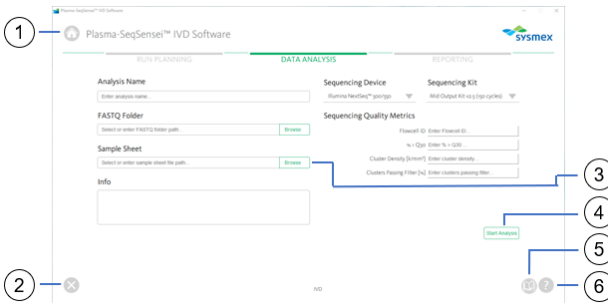 Plasma-SeqSensei™ IVD Software
1
Plasma-SeqSensei™ IVD Software
sysmex
RUN PLANNING
DATA ANALYSIS
REPORTING
Analysis Name
Enter analysis name...
Sequencing Device
Sequencing Kit
Illumina NextSeq™ 500/550
Mid Output Kit v2.5 (150 cycles)
FASTQ Folder
Select or enter FASTQ folder path...
Browse
Sequencing Quality Metrics
Flowcell ID
Enter Flowcell ID...
% > Q30
Enter % > Q30 ...
Sample Sheet
Select or enter sample sheet file path...
Browse
Cluster Density [k/mm²]
Enter cluster density...
Clusters Passing Filter [%]
Enter clusters passing filter...
3
Info
4
Start Analysis
5
2
IVD
?
6